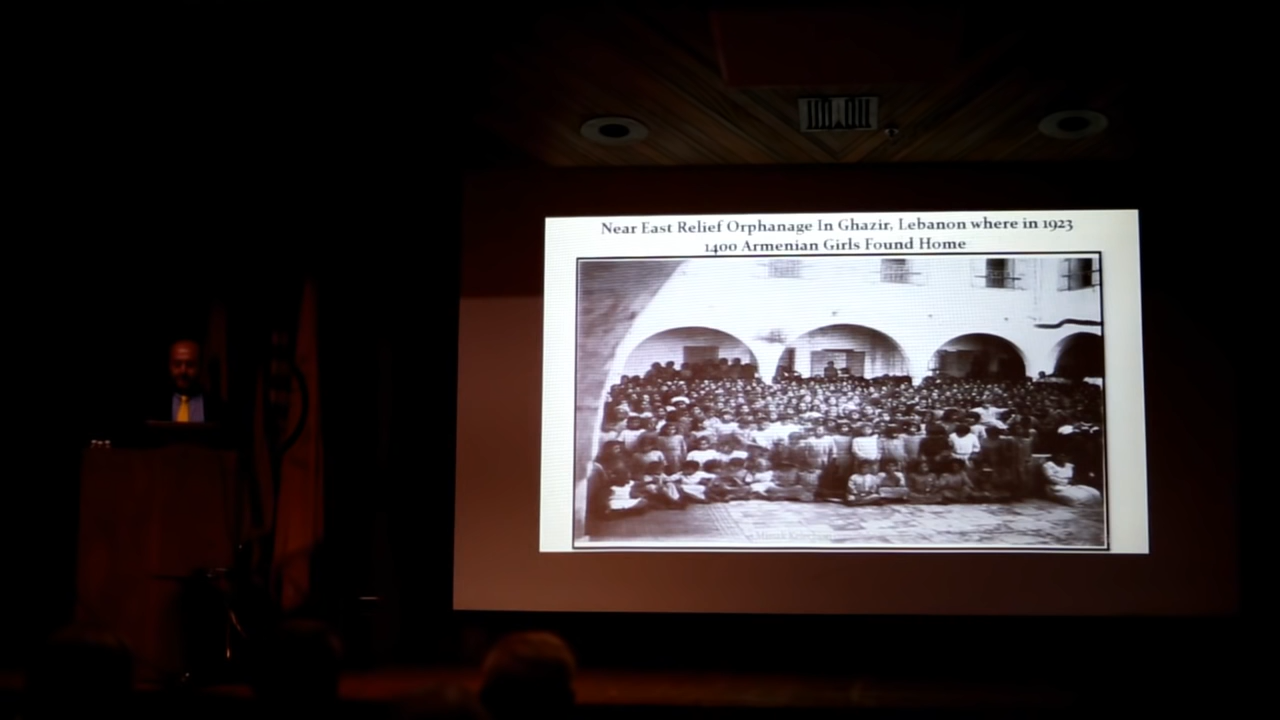 Near East Relief Orphanage In Ghazir, Lebanon where in 1923
1400 Armenian Girls Found Home